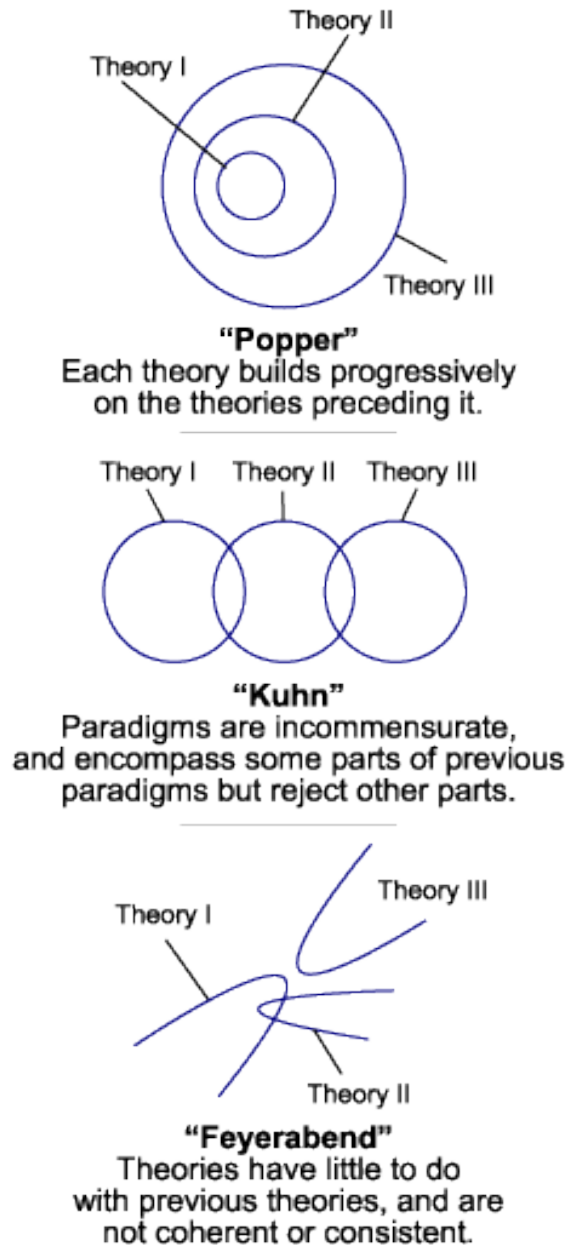 Theory II
Theory I
Theory III
“Popper”
Each theory builds progressively
on the theories preceding it.
Theory I Theory II Theory III
“Kuhn”
Paradigms are incommensurate,
and encompass some parts of previous
paradigms but reject other parts.
Theory III
Theory I
Theory II
“Feyerabend”
Theories have little to do
with previous theories, and are
not coherent or consistent.